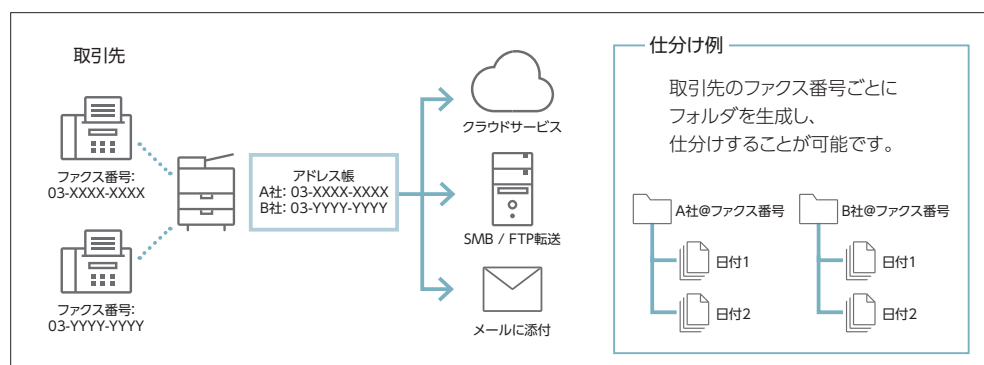 取引先
ファクス番号:
03-XXXX-XXXX
ファクス番号:
03-YYYY-YYYY
アドレス帳
A社: 03-XXXX-XXXX
B社: 03-YYYY-YYYY
クラウドサービス
SMB / FTP転送
メールに添付
仕分け例
取引先のファクス番号ごとに
フォルダを生成し、
仕分けすることが可能です。
A社@ファクス番号
日付1
日付2
B社@ファクス番号
日付1
日付2